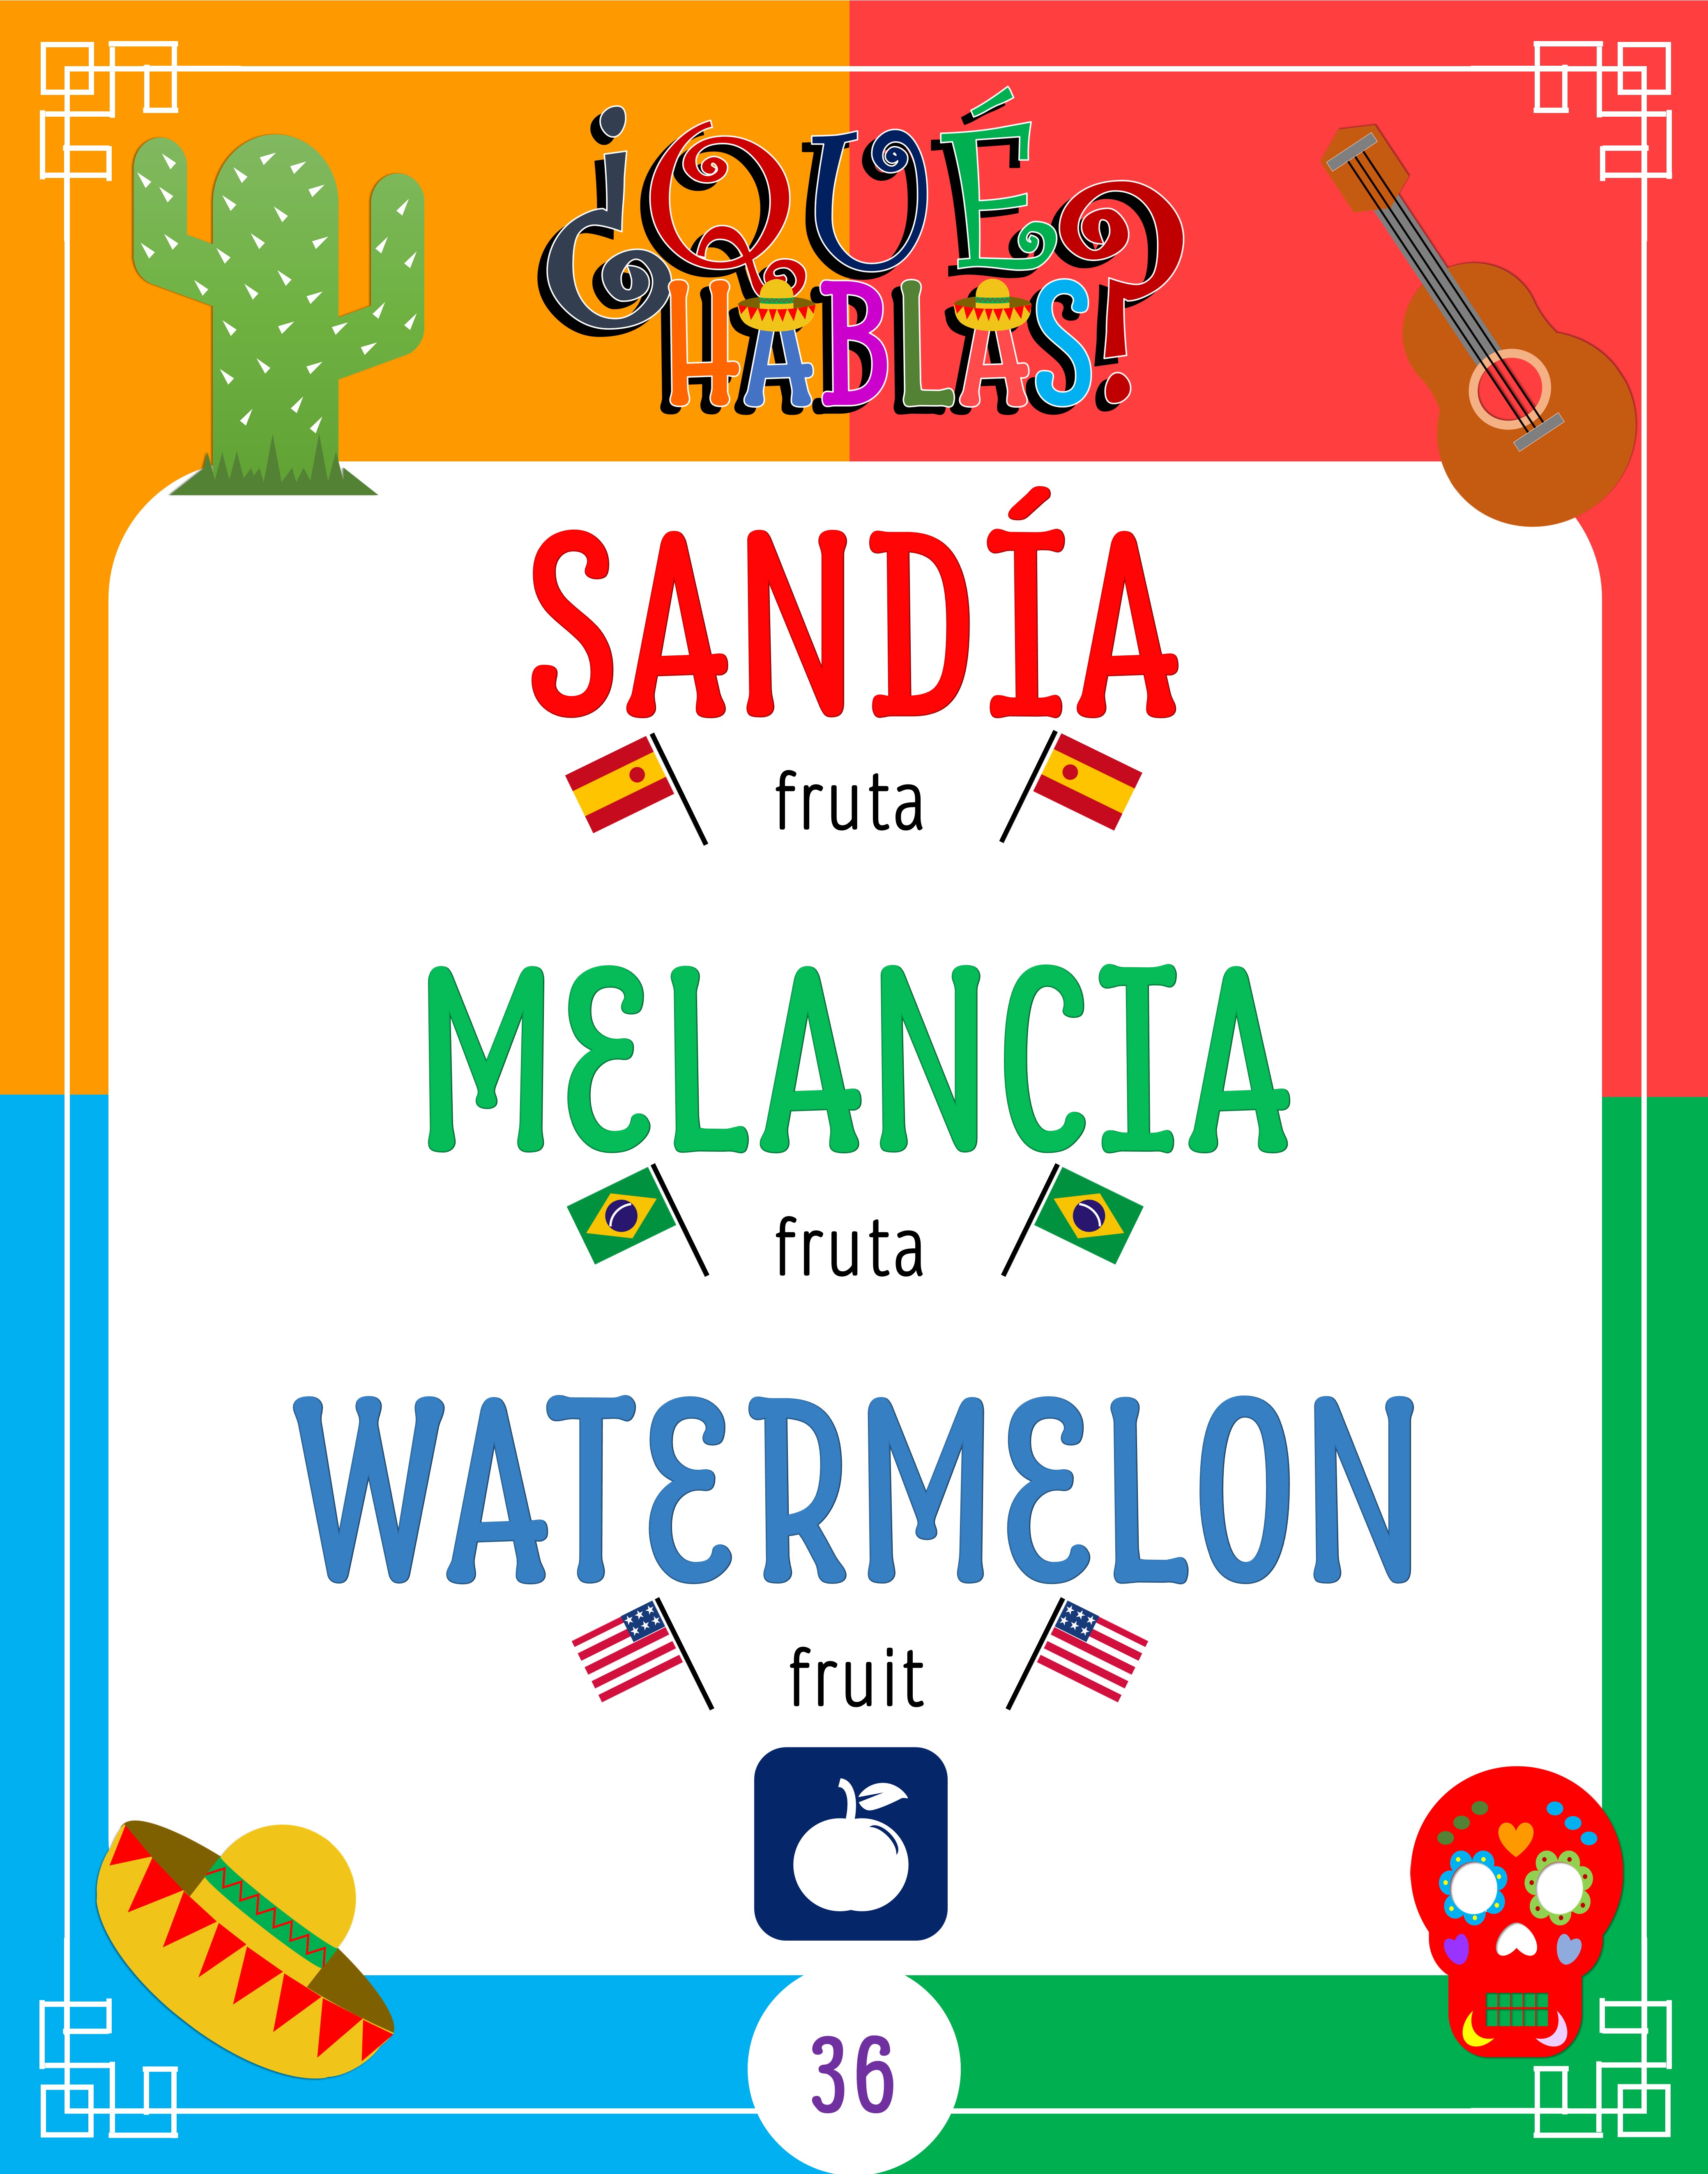 ¿QUÉ
HABLAS?
SANDÍA
fruta
MELANCIA
fruta
WATERMELON
fruit
36